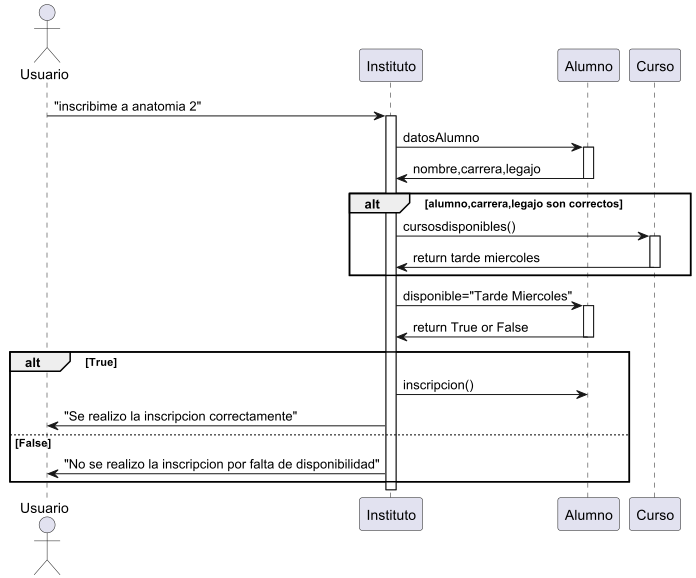 Usuario
Instituto
Alumno
Curso
"inscribime a anatomia 2"
datosAlumno
nombre,carrera,legajo
alt
[alumno,carrera,legajo son correctos]
cursosdisponibles()
return tarde miercoles
disponible="Tarde Miercoles"
return True or False
alt
[True]
inscripcion()
"Se realizo la inscripcion correctamente"
[False]
"No se realizo la inscripcion por falta de disponibilidad"
Usuario
Instituto
Alumno
Curso